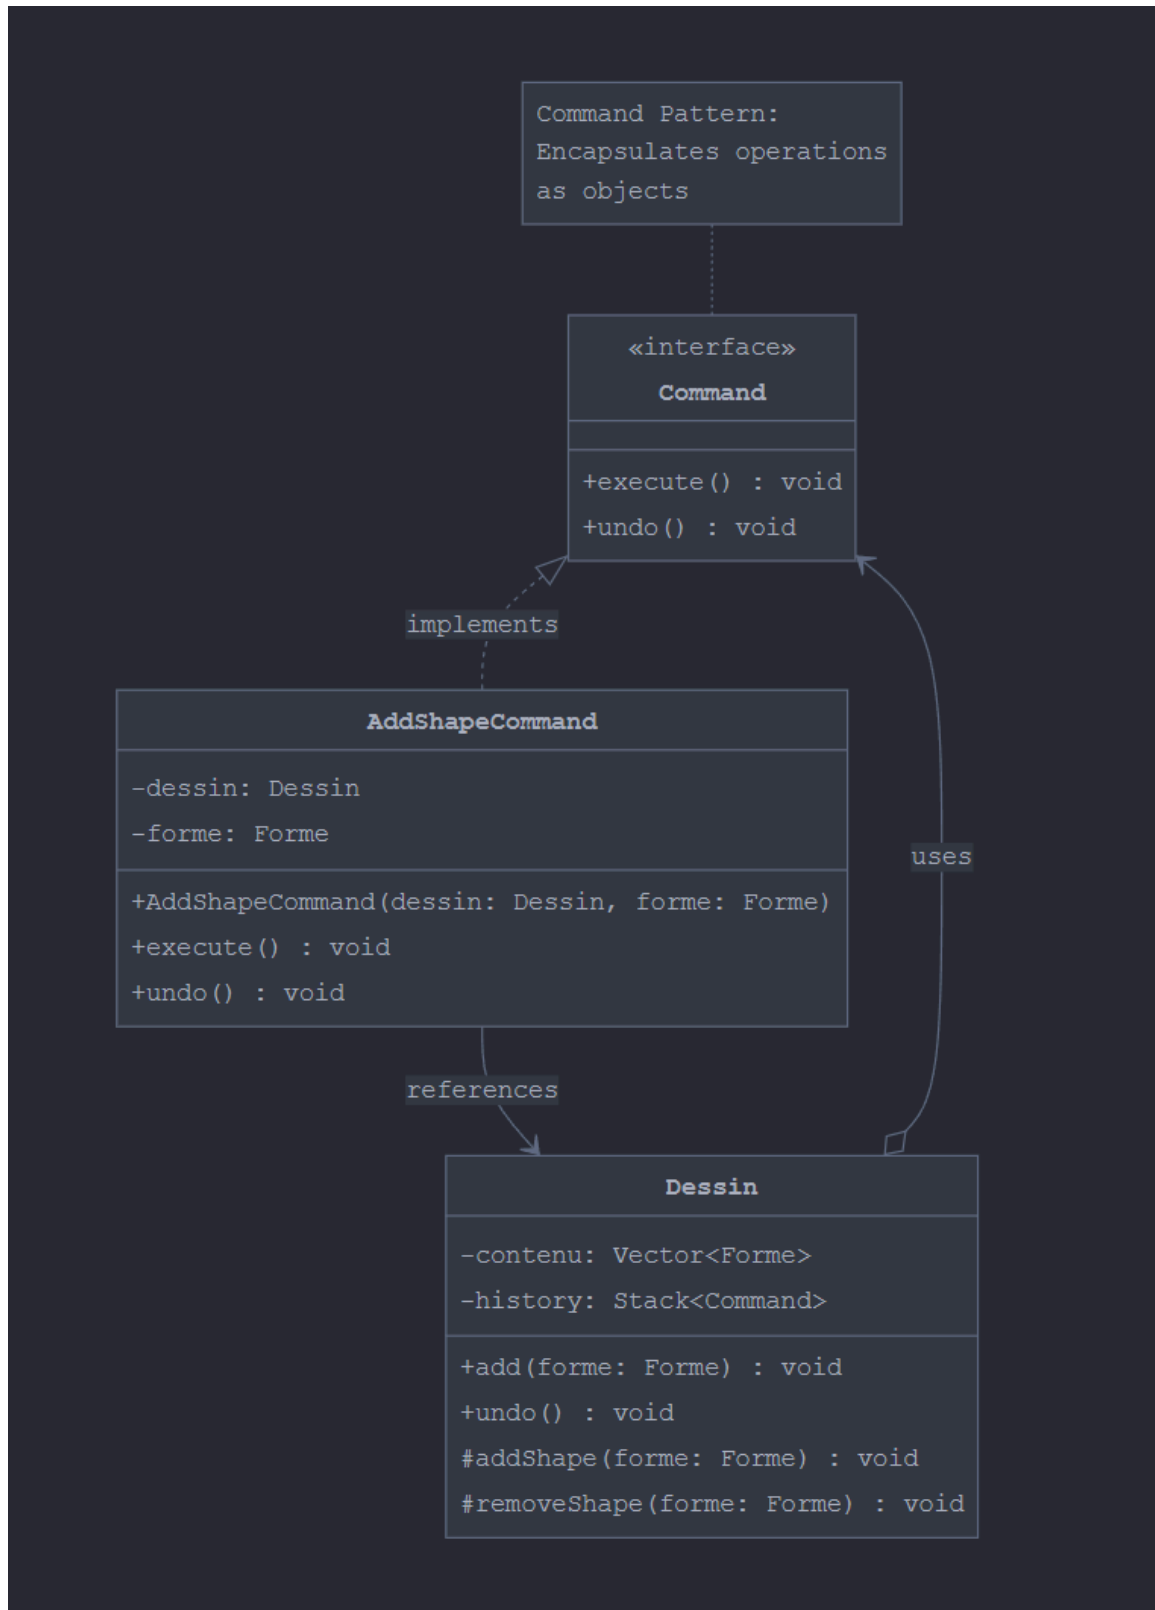 Command Pattern:
Encapsulates operations
as objects
«interface»
Command
+execute() : void
+undo() : void
implements
AddShapeCommand
-dessin: Dessin
-forme: Forme
+AddShapeCommand(dessin: Dessin, forme: Forme)
+execute() : void
+undo() : void
uses
references
Dessin
-contenu: Vector<Forme>
-history: Stack<Command>
+add(forme: Forme) : void
+undo() : void
#addShape(forme: Forme) : void
#removeShape(forme: Forme) : void